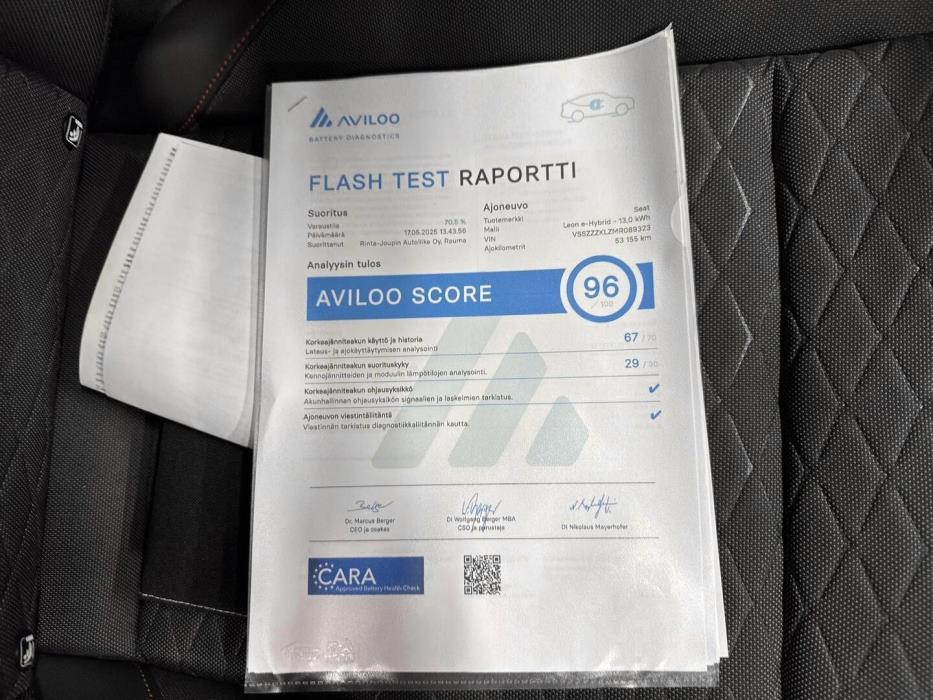 AVILOO
BATTERY DIAGNOSTICS
FLASH TEST RAPORTTI
Suoritus
Varaustila 70,5 %
Päivämäärä 17.05.2025 13.43.56
Suorittanut Rinta-Joupin Autoliike Oy, Rauma
Ajoneuvo
Tuotemerkki Seat
Malli Leon e-Hybrid - 13,0 kWh
VIN VSSZZZKLZMR089323
Ajokilometrit 53 155 km
Analyysin tulos
AVILOO SCORE 96 / 100
Korkeajänniteakun käyttö ja historia 67 / 70
Lataus- ja ajokäyttäytymisen analysointi
Korkeajänniteakun suorituskyky 29 / 30
Kennojännitteiden ja moduulin lämpötilojen analysointi.
Korkeajänniteakun ohjausyksikkö ✓
Akunhallinnan ohjausyksikön signaalien ja laskelmien tarkistus.
Ajoneuvon viestintäliitäntä ✓
Viestinnän tarkistus diagnostiikkaliitännän kautta.
Dr. Marcus Berger
CEO ja osakas
DI Wolfgang Berger MBA
CSO ja perustaja
DI Nikolaus Mayerhofer
CARA
Approved Battery Health Check